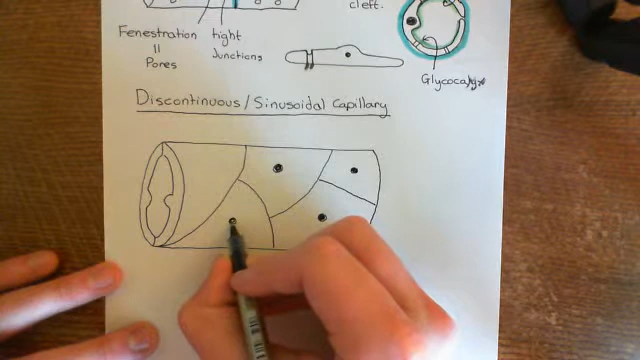 cleft.
Fenestration tight
|| Junctions
Pores
Glycocalyx
Discontinuous/Sinusoidal Capillary